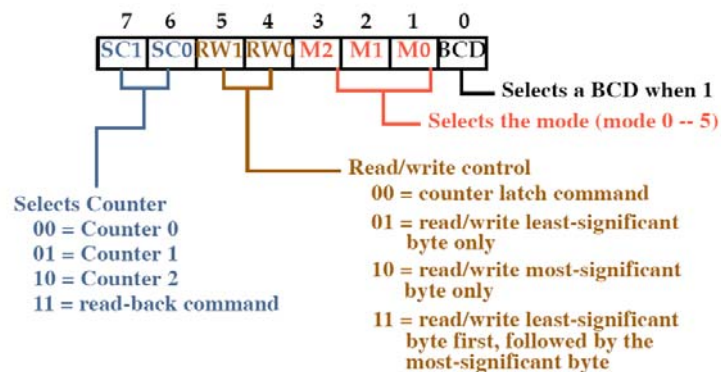 7 6 5 4 3 2 1 0
SC1 SC0 RW1 RW0 M2 M1 M0 BCD
Selects a BCD when 1
Selects the mode (mode 0 -- 5)
Read/write control
00 = counter latch command
01 = read/write least-significant
byte only
10 = read/write most-significant
byte only
11 = read/write least-significant
byte first, followed by the
most-significant byte
Selects Counter
00 = Counter 0
01 = Counter 1
10 = Counter 2
11 = read-back command